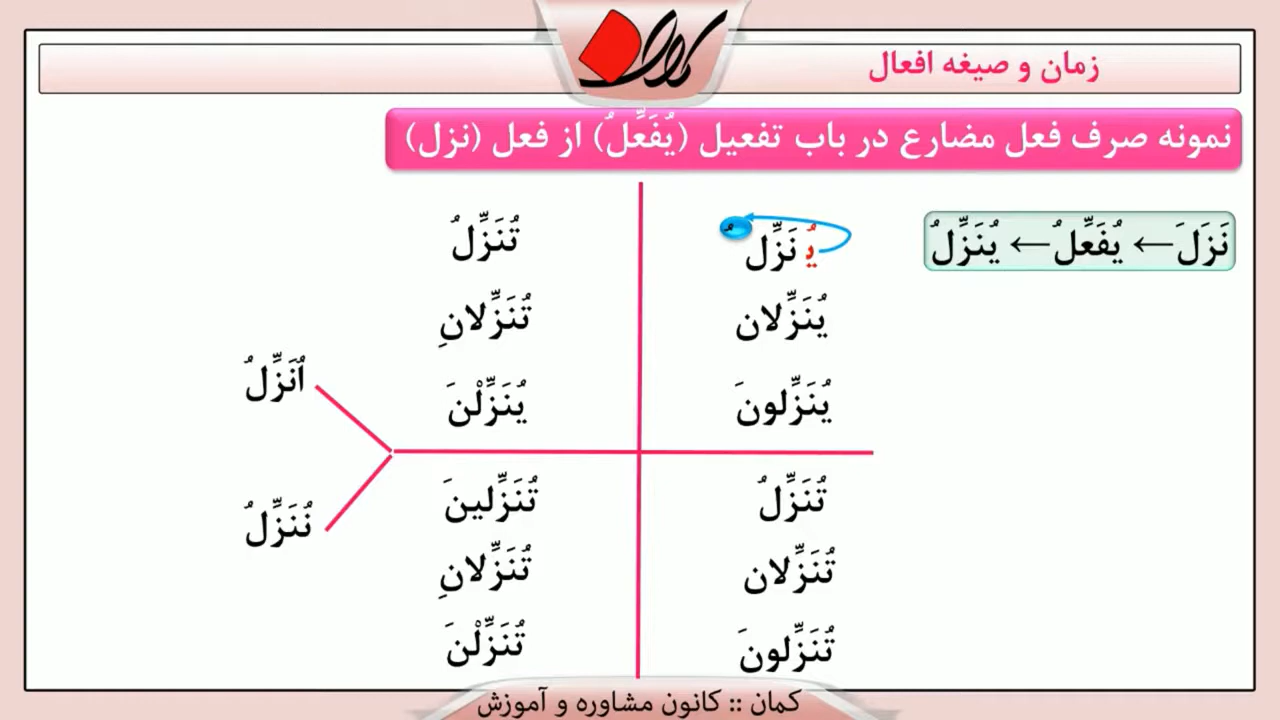 زمان و صیغه افعال
نمونه صرف فعل مضارع در باب تفعیل (یُفَعِّلُ) از فعل (نزل)
نَزَلَ ← یُفَعِّلُ ← یُنَزِّلُ
یُنَزِّلُ
یُنَزِّلان
یُنَزِّلونَ
تُنَزِّلُ
تُنَزِّلانِ
یُنَزِّلْنَ
تُنَزِّلُ
تُنَزِّلان
تُنَزِّلونَ
تُنَزِّلینَ
تُنَزِّلانِ
تُنَزِّلْنَ
اُنَزِّلُ
نُنَزِّلُ
کمان :: کانون مشاوره و آموزش